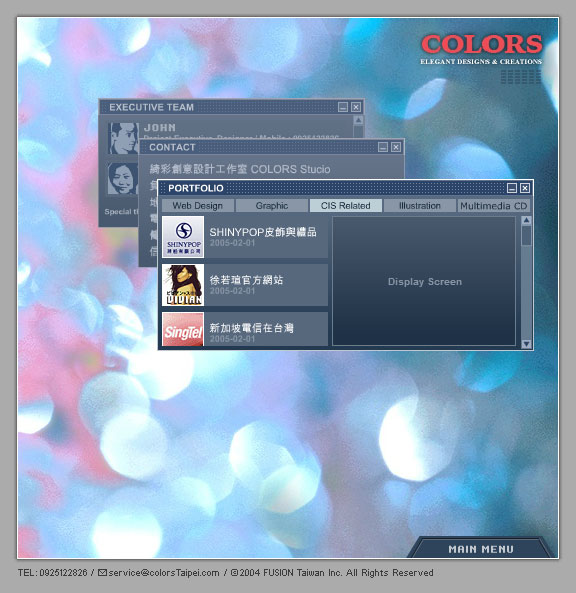 COLORS
ELEGANT DESIGNS & CREATIONS
EXECUTIVE TEAM
JOHN
CONTACT
綺彩創意設計工作室 COLORS Stucio
Special th
PORTFOLIO
Web Design
Graphic
CIS Related
Illustration
Multimedia CD
SHINYPOP
SHINYPOP皮飾與禮品
2005-02-01
VIVIAN
徐若瑄官方網站
2005-02-01
SingTel
新加坡電信在台灣
2005-02-01
Display Screen
MAIN MENU
TEL:0925122826 / service@colorsTaipei.com / ©2004 FUSION Taiwan Inc. All Rights Reserved